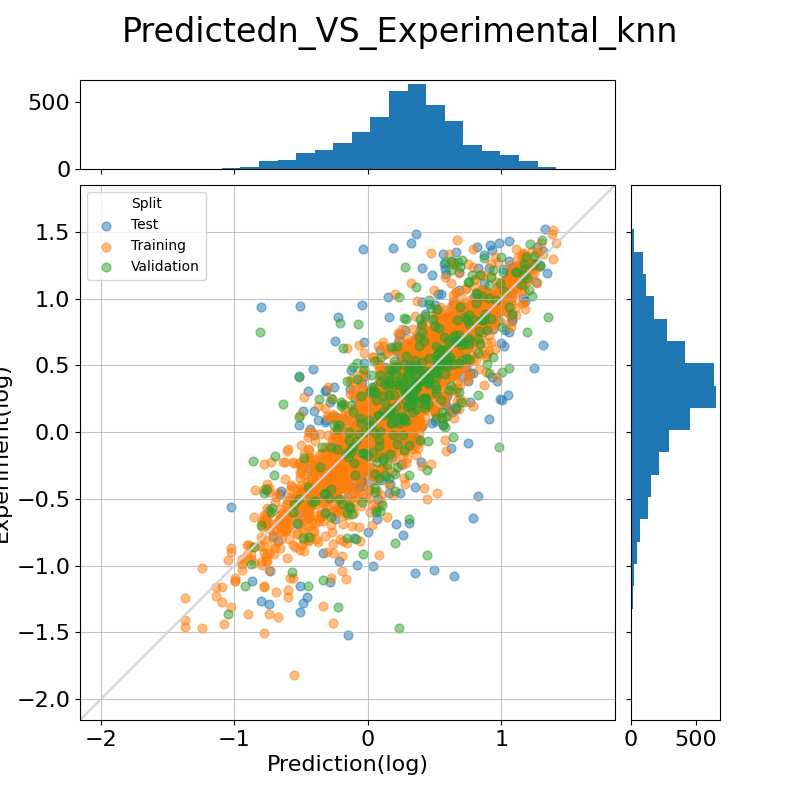 Predictedn_VS_Experimental_knn
500
0
Split
Test
Training
Validation
1.5
1.0
0.5
0.0
−0.5
−1.0
−1.5
−2.0
Experiment(log)
−2
−1
0
1
Prediction(log)
0
500